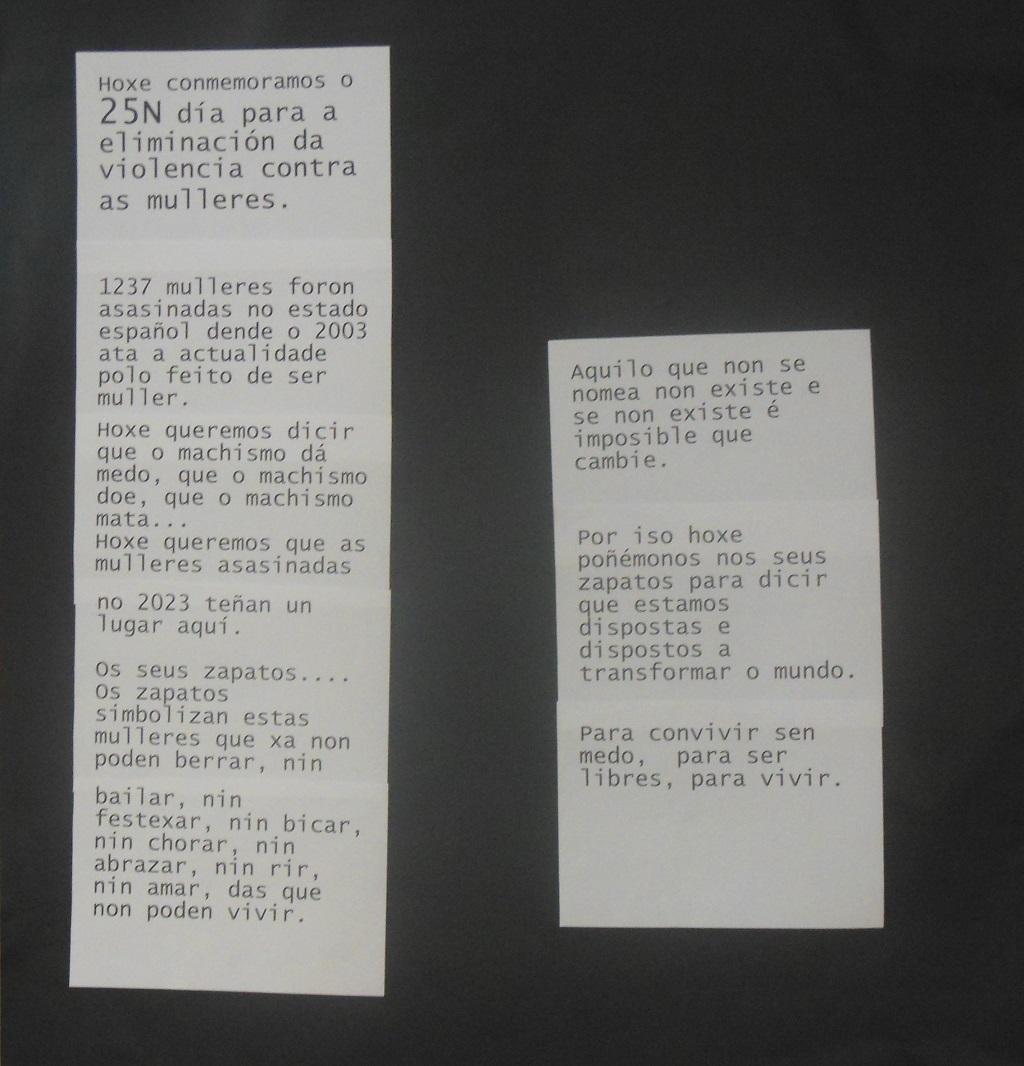 Hoxe conmemoramos o
25N día para a
eliminación da
violencia contra
as mulleres.
1237 mulleres foron
asasinadas no estado
español dende o 2003
ata a actualidade
polo feito de ser
muller.
Hoxe queremos dicir
que o machismo dá
medo, que o machismo
doe, que o machismo
mata...
Hoxe queremos que as
mulleres asasinadas
no 2023 teñan un
lugar aquí.
Os seus zapatos....
Os zapatos
simbolizan estas
mulleres que xa non
poden berrar, nin
bailar, nin
festexar, nin bicar,
nin chorar, nin
abrazar, nin rir,
nin amar, das que
non poden vivir.
Aquilo que non se
nomea non existe e
se non existe é
imposible que
cambie.
Por iso hoxe
poñémonos nos seus
zapatos para dicir
que estamos
dispostas e
dispostos a
transformar o mundo.
Para convivir sen
medo,  para ser
libres, para vivir.